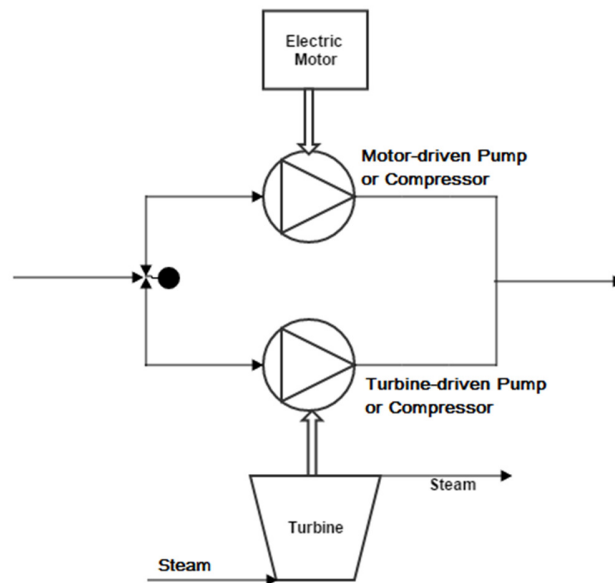 Electric
Motor
Motor-driven Pump
or Compressor
Turbine-driven Pump
or Compressor
Steam
Turbine
Steam